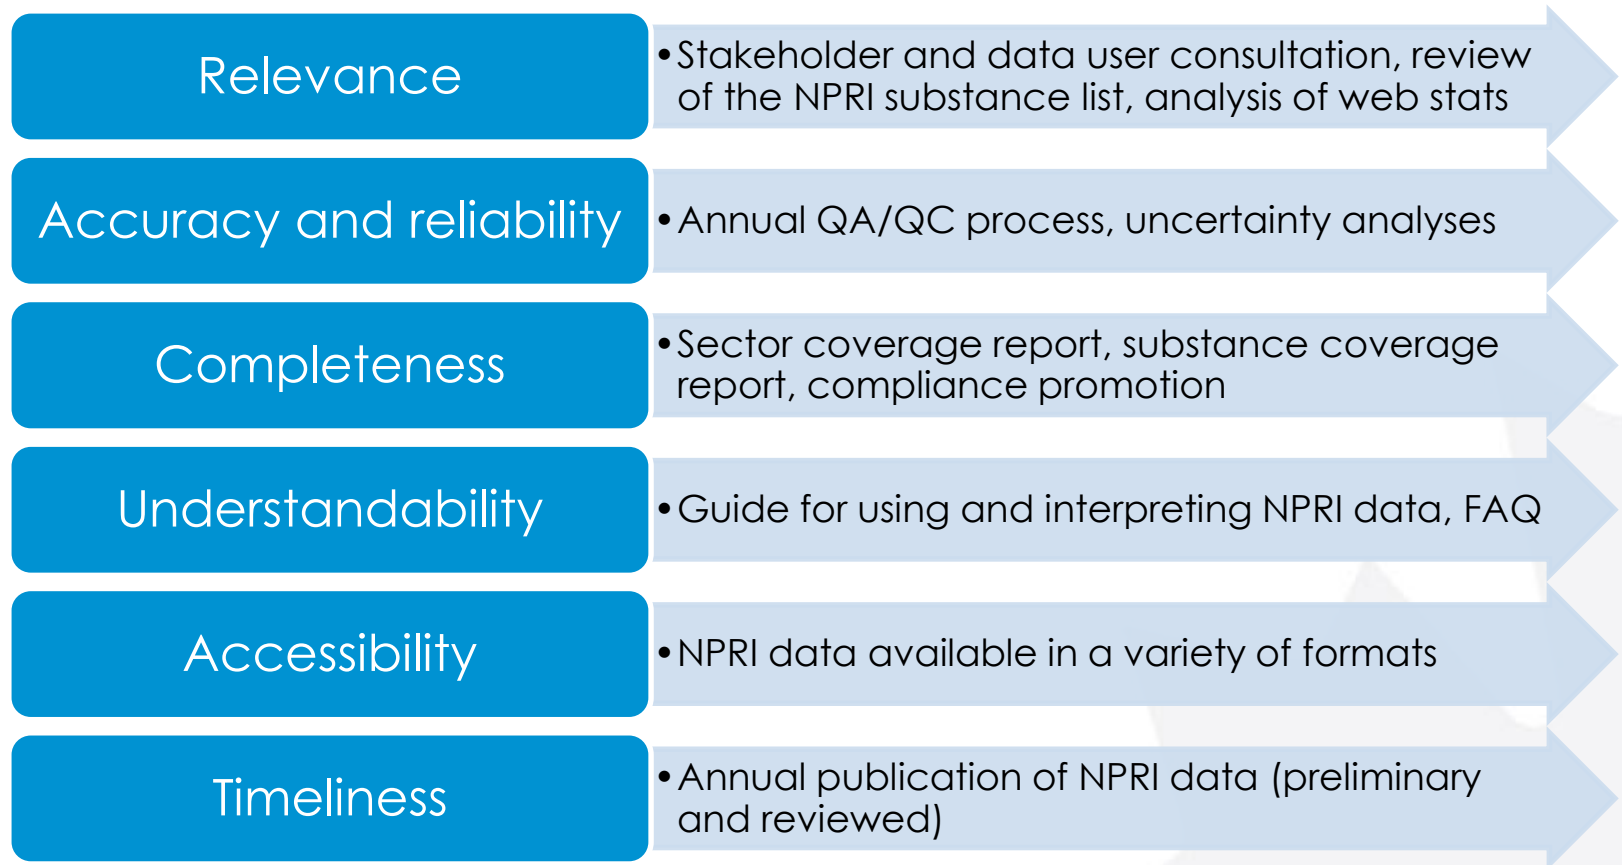 Relevance
•Stakeholder and data user consultation, review
of the NPRI substance list, analysis of web stats
Accuracy and reliability
•Annual QA/QC process, uncertainty analyses
Completeness
•Sector coverage report, substance coverage
report, compliance promotion
Understandability
•Guide for using and interpreting NPRI data, FAQ
Accessibility
•NPRI data available in a variety of formats
Timeliness
•Annual publication of NPRI data (preliminary
and reviewed)